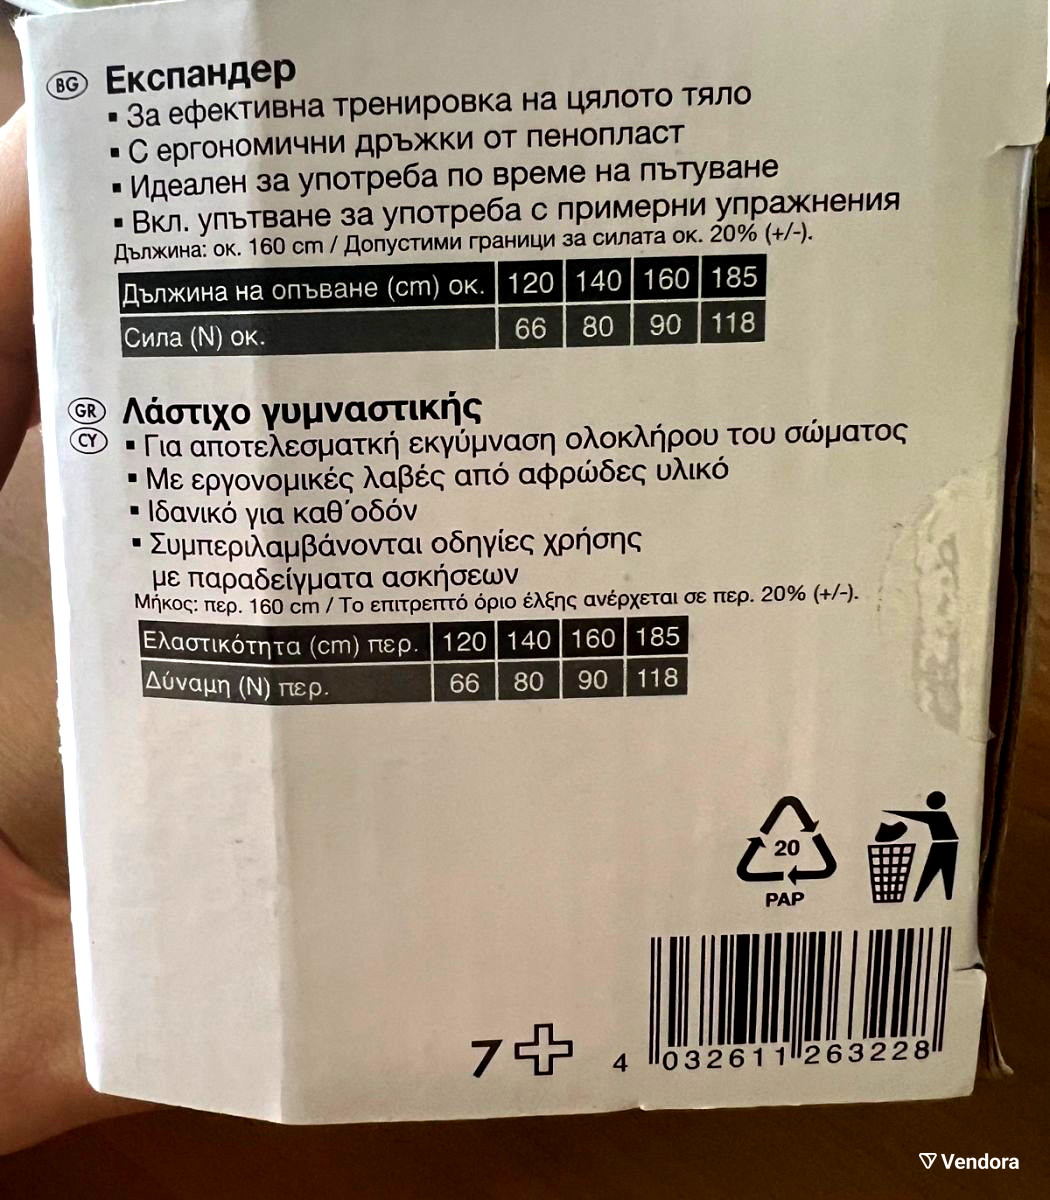 BG Експандер
▪ За ефективна тренировка на цялото тяло
▪ С ергономични дръжки от пенопласт
▪ Идеален за употреба по време на пътуване
▪ Вкл. упътване за употреба с примерни упражнения
Дължина: ок. 160 cm / Допустими граници за силата ок. 20% (+/-).
Дължина на опъване (cm) ок. 120 140 160 185
Сила (N) ок. 66 80 90 118
GR Λάστιχο γυμναστικής
CY
▪ Για αποτελεσματκή εκγύμναση ολοκλήρου του σώματος
▪ Με εργονομικές λαβές από αφρώδες υλικό
▪ Ιδανικό για καθ΄οδόν
▪ Συμπεριλαμβάνονται οδηγίες χρήσης
με παραδείγματα ασκήσεων
Μήκος: περ. 160 cm / Το επιτρεπτό όριο έλξης ανέρχεται σε περ. 20% (+/-).
Ελαστικότητα (cm) περ. 120 140 160 185
Δύναμη (N) περ. 66 80 90 118
20
PAP
7+
4 032611 263228
Vendora